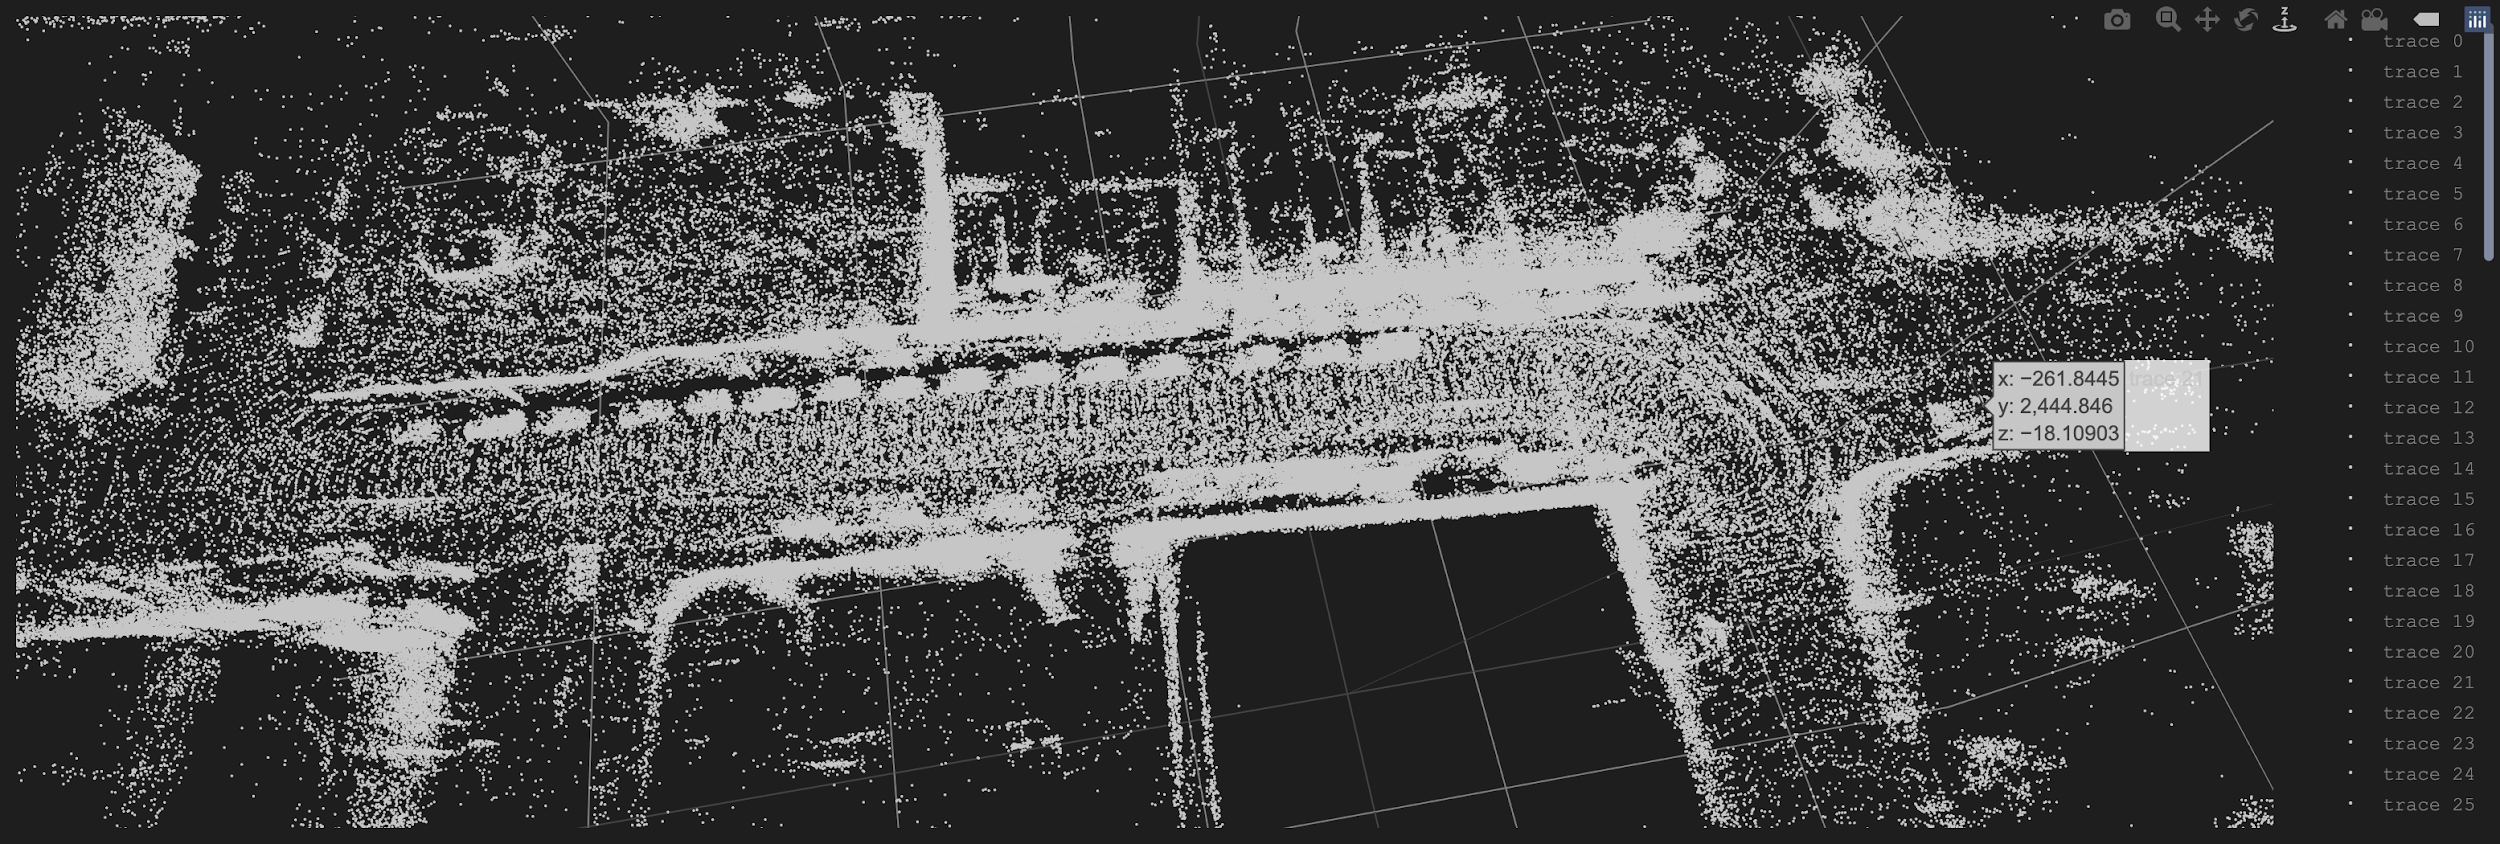 z
trace 0
trace 1
trace 2
trace 3
trace 4
trace 5
trace 6
trace 7
trace 8
trace 9
trace 10
trace 11
trace 12
trace 13
trace 14
trace 15
trace 16
trace 17
trace 18
trace 19
trace 20
trace 21
trace 22
trace 23
trace 24
trace 25
x: −261.8445
y: 2,444.846
z: −18.10903
trace 21